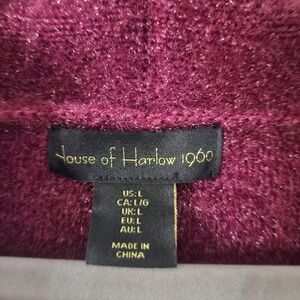 House of Harlow 1960
US: L
CA: L/G
UK: L
EU: L
AU: L
MADE IN
CHINA